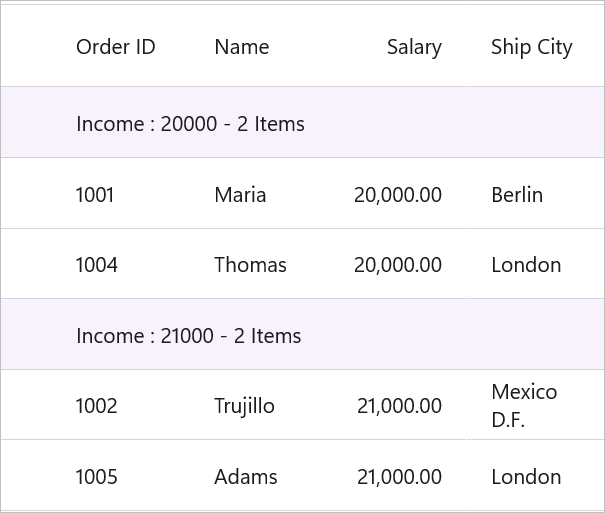 Order ID Name Salary Ship City
Income : 20000 - 2 Items
1001 Maria 20,000.00 Berlin
1004 Thomas 20,000.00 London
Income : 21000 - 2 Items
1002 Trujillo 21,000.00 Mexico
D.F.
1005 Adams 21,000.00 London